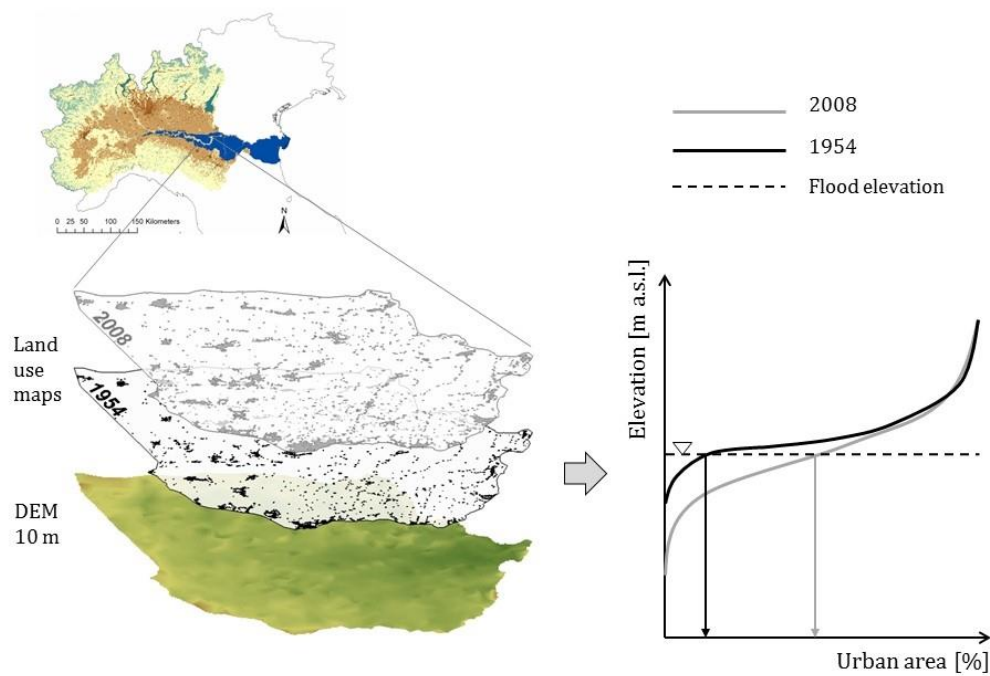 N
0 25 50 100 150 Kilometers
2008
1954
Flood elevation
Land
use
maps
2008
1954
DEM
10 m
Elevation [m a.s.l.]
Urban area [%]